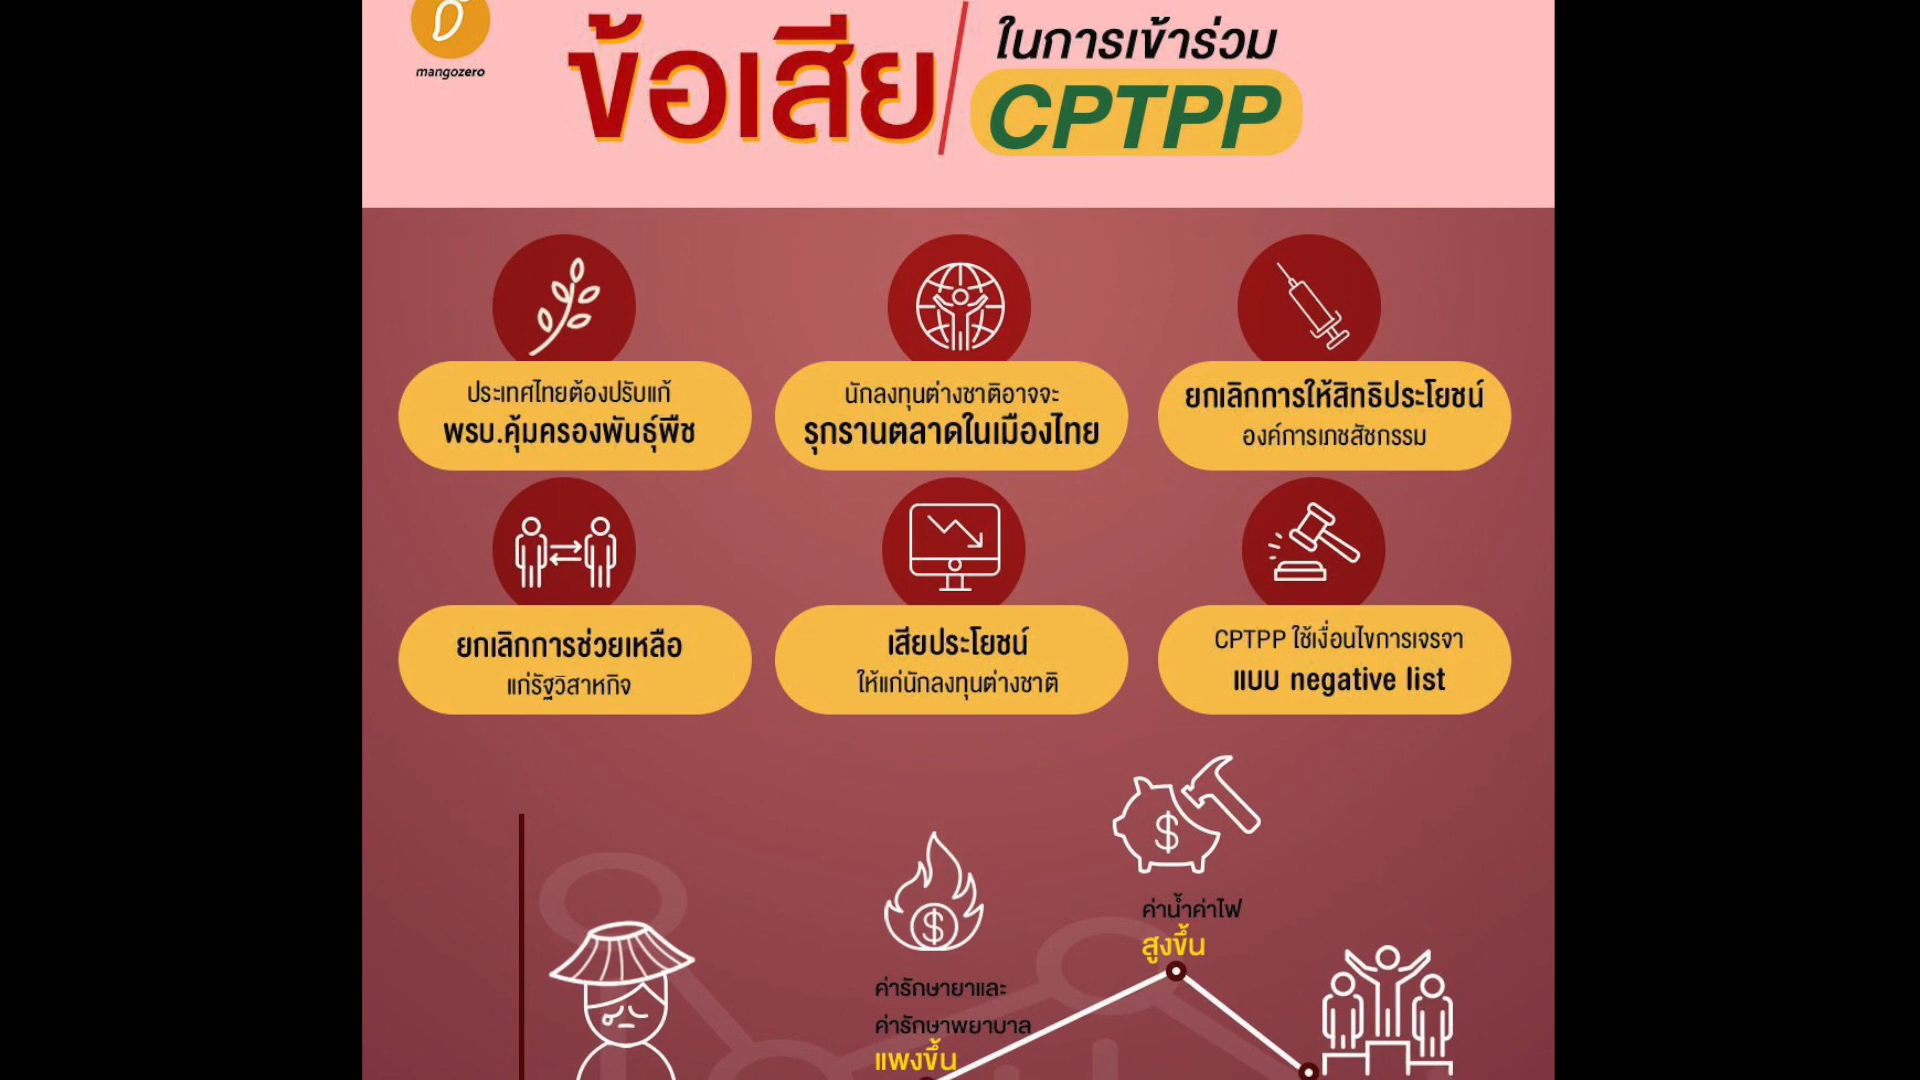 mangozero
ข้อเสีย
ในการเข้าร่วม
CPTPP
ประเทศไทยต้องปรับแก้
พรบ.คุ้มครองพันธุ์พืช
นักลงทุนต่างชาติอาจจะ
รุกรานตลาดในเมืองไทย
ยกเลิกการให้สิทธิประโยชน์
องค์การเภสัชกรรม
ยกเลิกการช่วยเหลือ
แก่รัฐวิสาหกิจ
เสียประโยชน์
ให้แก่นักลงทุนต่างชาติ
CPTPP ใช้เงื่อนไขการเจรจา
แบบ negative list
ค่าน้ำค่าไฟ
สูงขึ้น
ค่ารักษายาและ
ค่ารักษาพยาบาล
แพงขึ้น